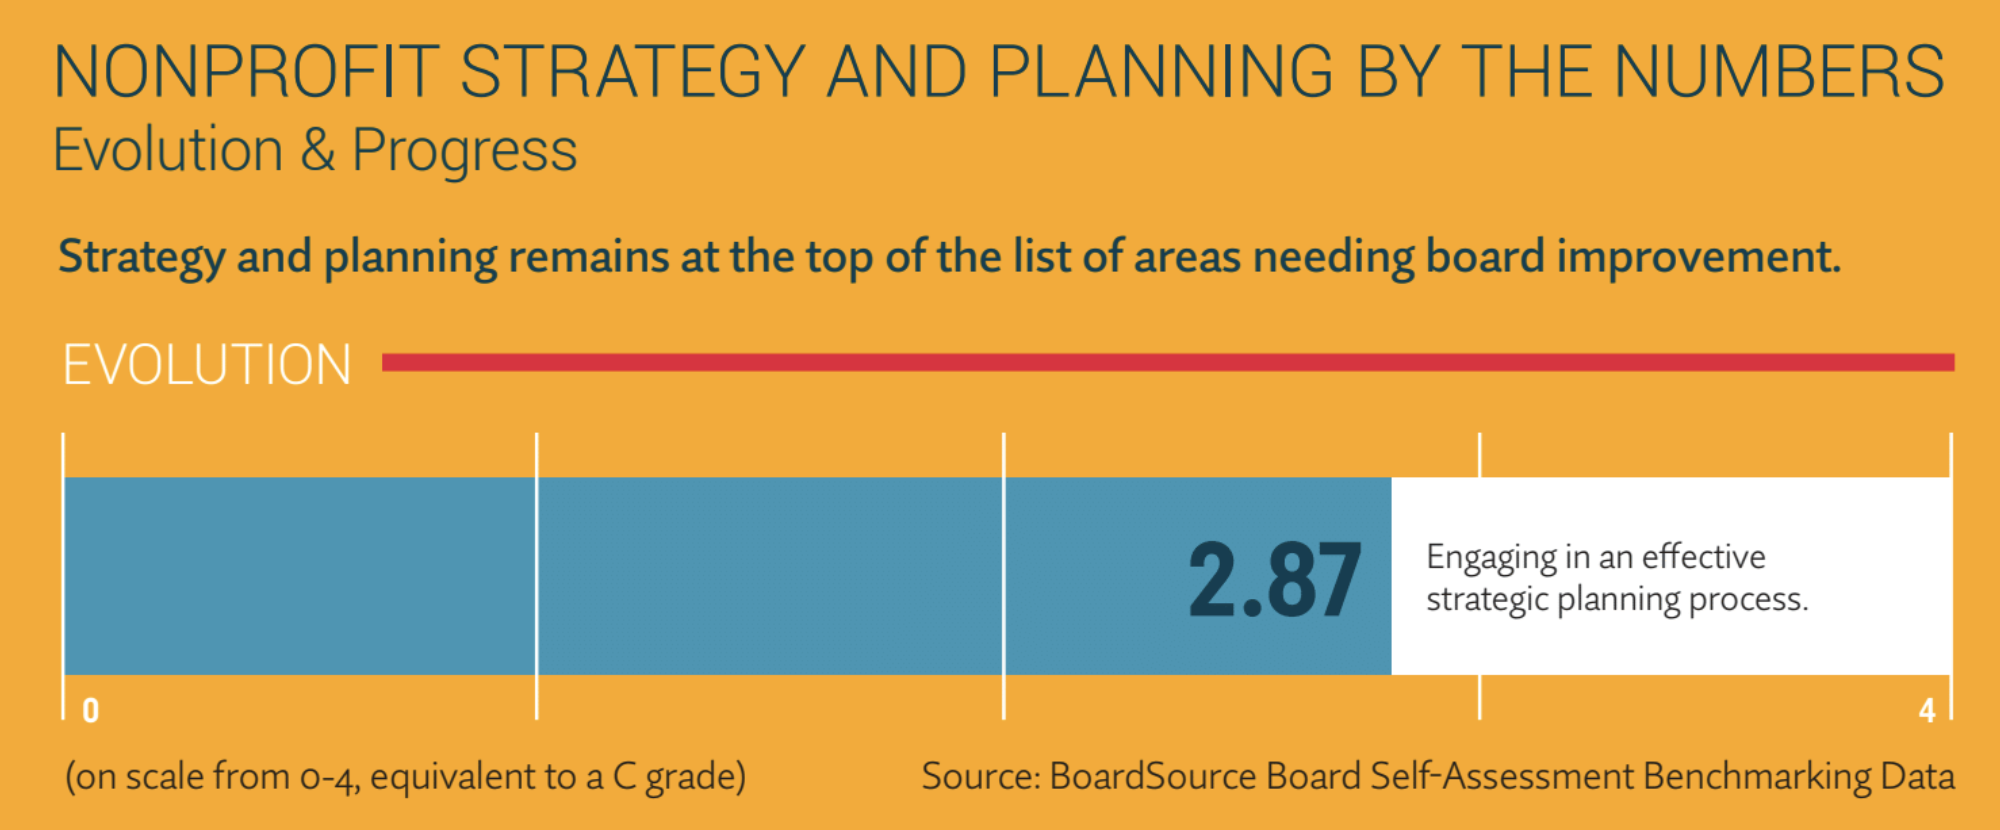 NONPROFIT STRATEGY AND PLANNING BY THE NUMBERS
Evolution & Progress
Strategy and planning remains at the top of the list of areas needing board improvement.
EVOLUTION
2.87
Engaging in an effective
strategic planning process.
0
4
(on scale from 0-4, equivalent to a C grade)
Source: BoardSource Board Self-Assessment Benchmarking Data